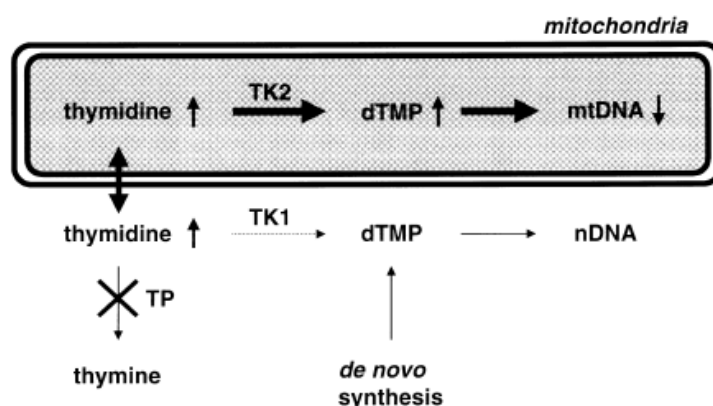 mitochondria
thymidine TK2 dTMP mtDNA
thymidine TK1 dTMP nDNA
TP
thymine de novo
synthesis